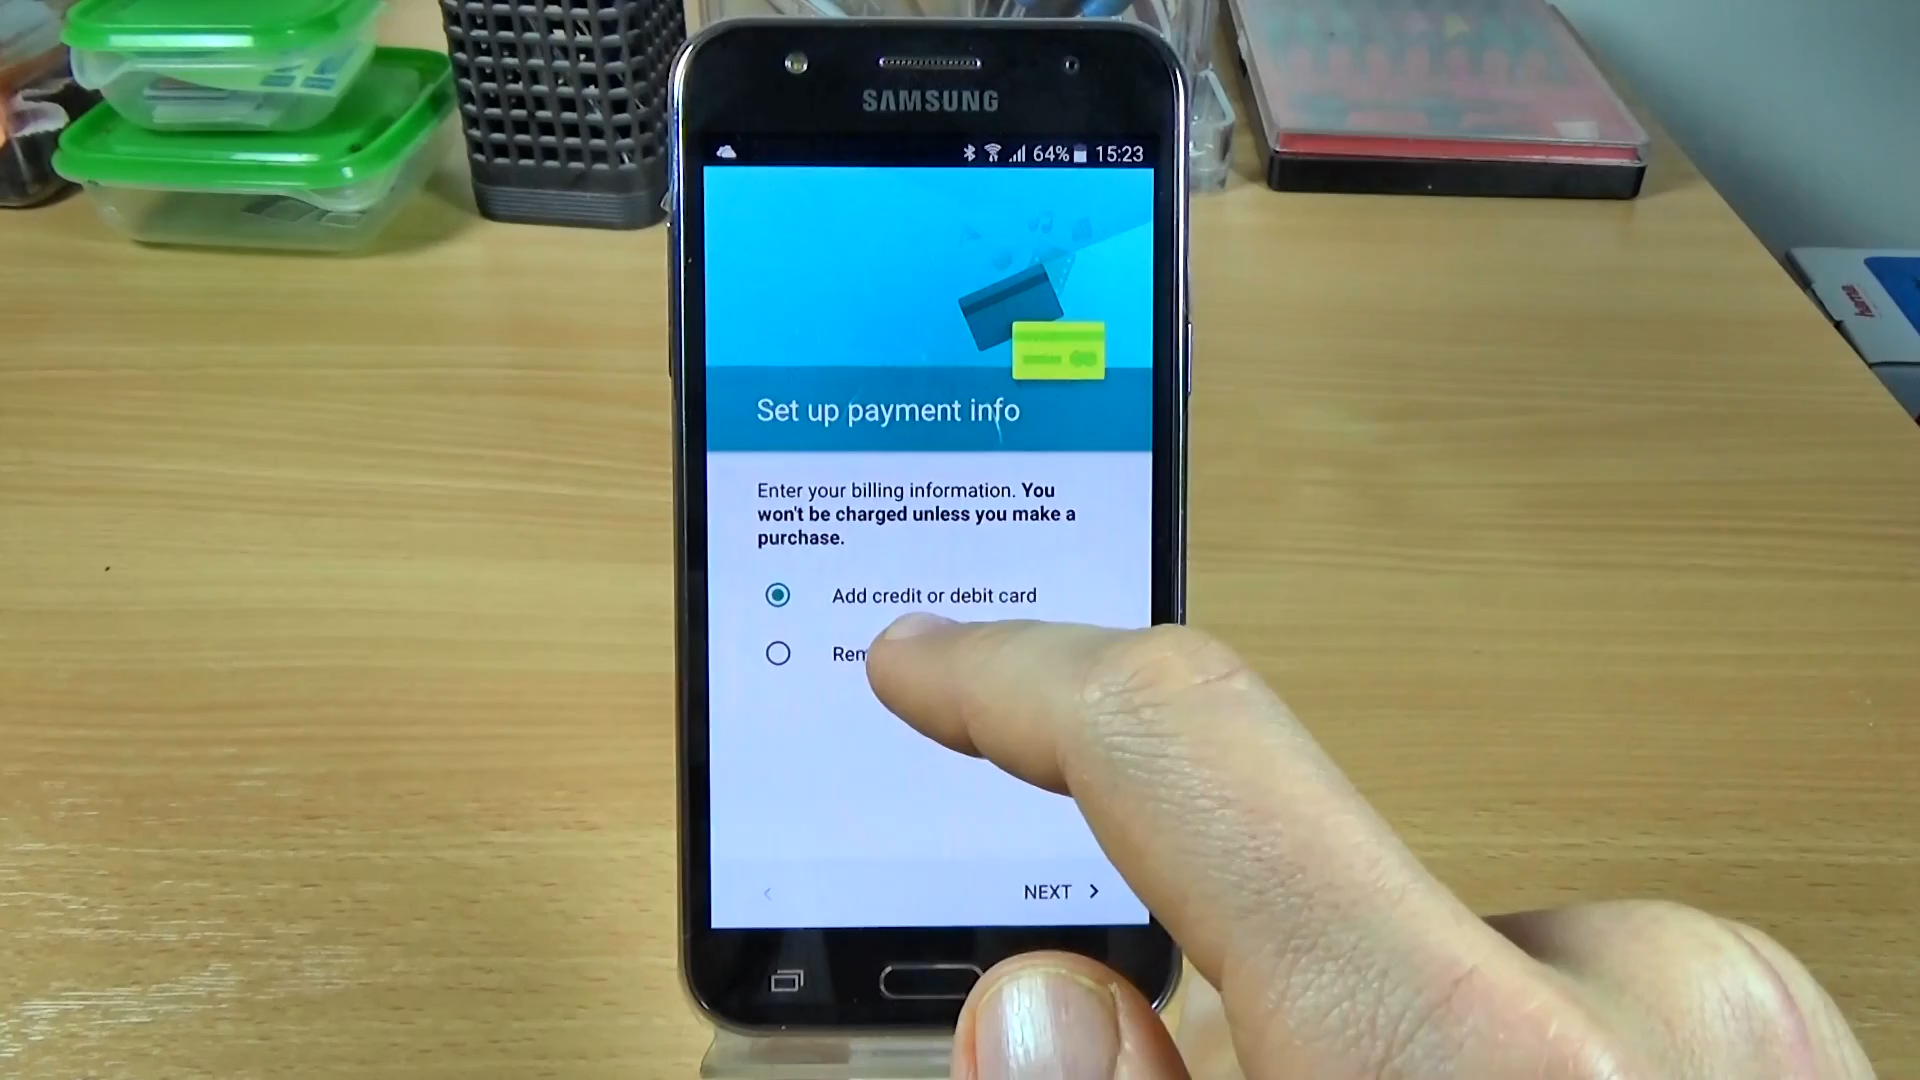 SAMSUNG
64% 15:23
Set up payment info
Enter your billing information. You
won't be charged unless you make a
purchase.
Add credit or debit card
NEXT
hama